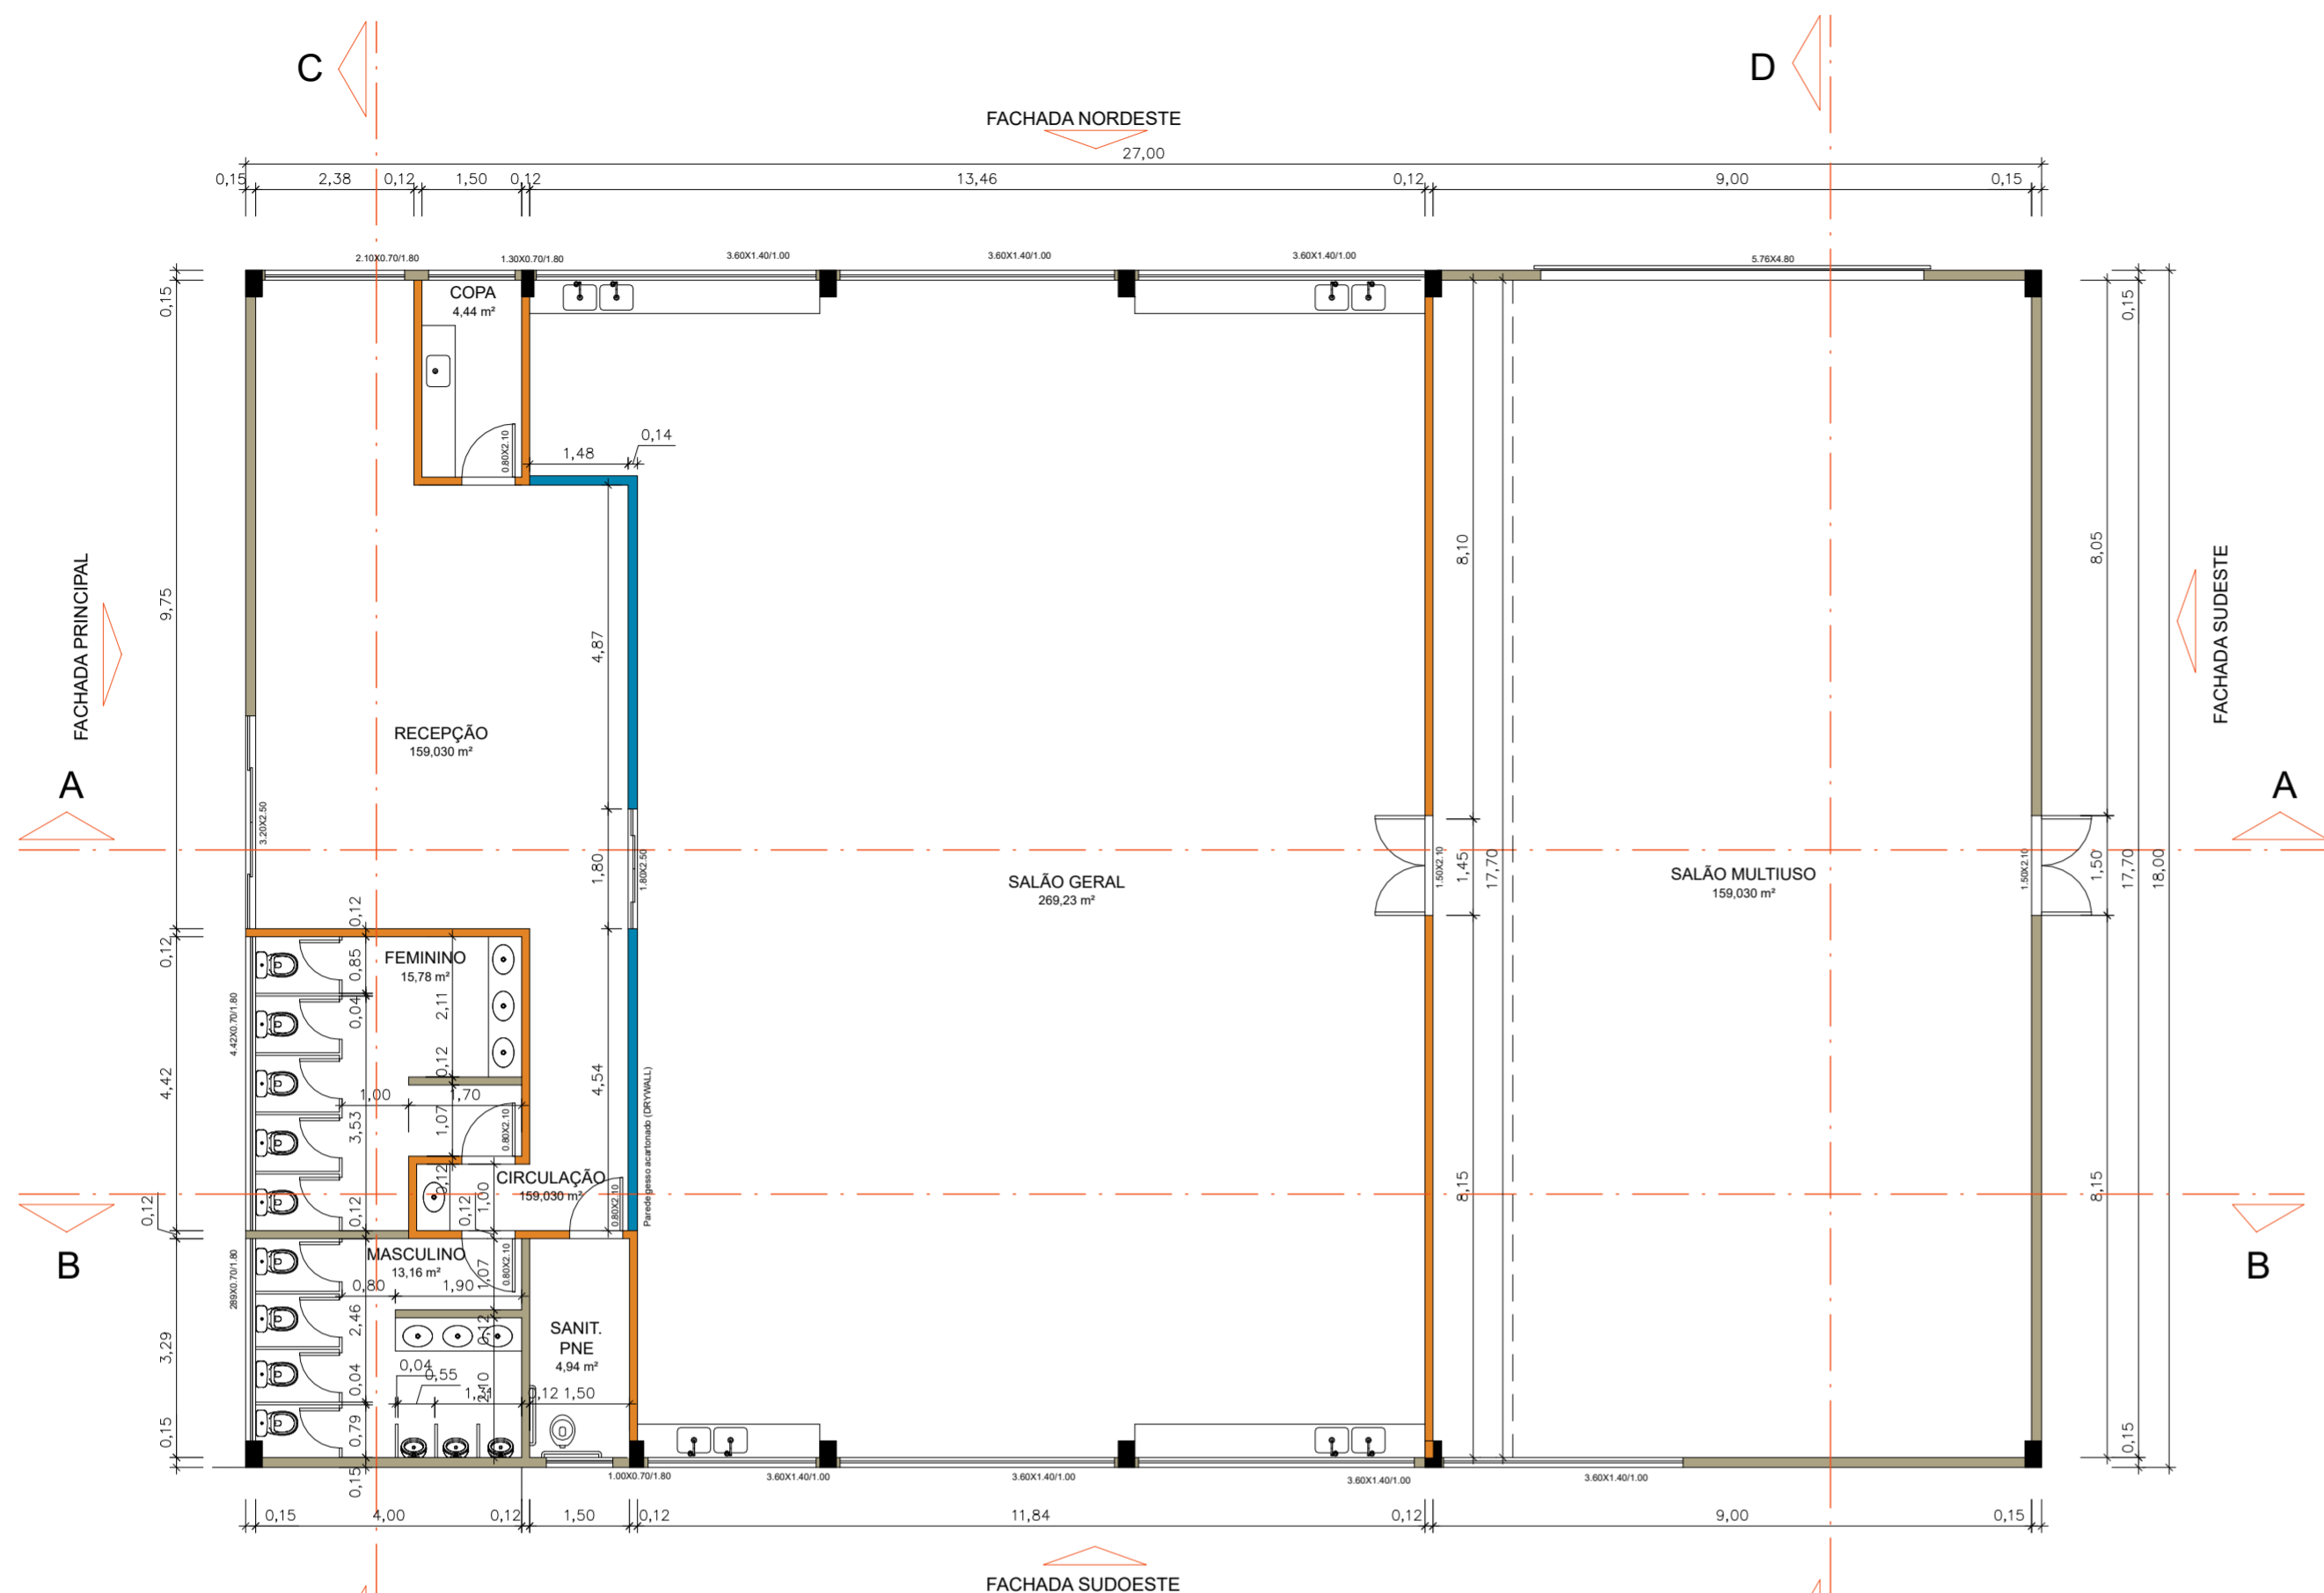 C
D
FACHADA NORDESTE
27,00
0,15
2,38
0,12
1,50
0,12
13,46
0,12
9,00
0,15
2.10X0.70/1.80
1.30X0.70/1.80
3.60X1.40/1.00
3.60X1.40/1.00
3.60X1.40/1.00
5.76X4.80
COPA
4,44 m²
0.80X2.10
0,15
0,15
1,48
0,14
FACHADA PRINCIPAL
9,75
4,87
8,10
8,05
FACHADA SUDESTE
RECEPÇÃO
159,030 m²
A
A
3.20X2.50
1,80
1.80X2.50
SALÃO GERAL
269,23 m²
1.50X2.10
1,45
17,70
SALÃO MULTIUSO
159,030 m²
1.50X2.10
1,50
17,70
18,00
0,12
0,12
FEMININO
15,78 m²
0,85
0,04
2,11
0,12
4.42X0.70/1.80
4,42
1,00
1,70
3,53
1,07
0.80X2.10
4,54
Parede gesso acartonado (DRYWALL)
CIRCULAÇÃO
159,030 m²
0,12
0,12
1,00
0.80X2.10
0,12
0,12
8,15
8,15
B
B
MASCULINO
13,16 m²
289X0.70/1.80
0,80
1,90
1,07
0.80X2.10
2,46
0,12
SANIT.
PNE
4,94 m²
3,29
0,04
0,04
0,55
2,10
0,12
1,50
0,15
0,79
0,15
0,15
1.00X0.70/1.80
3.60X1.40/1.00
3.60X1.40/1.00
3.60X1.40/1.00
3.60X1.40/1.00
0,15
4,00
0,12
1,50
0,12
11,84
0,12
9,00
0,15
FACHADA SUDOESTE